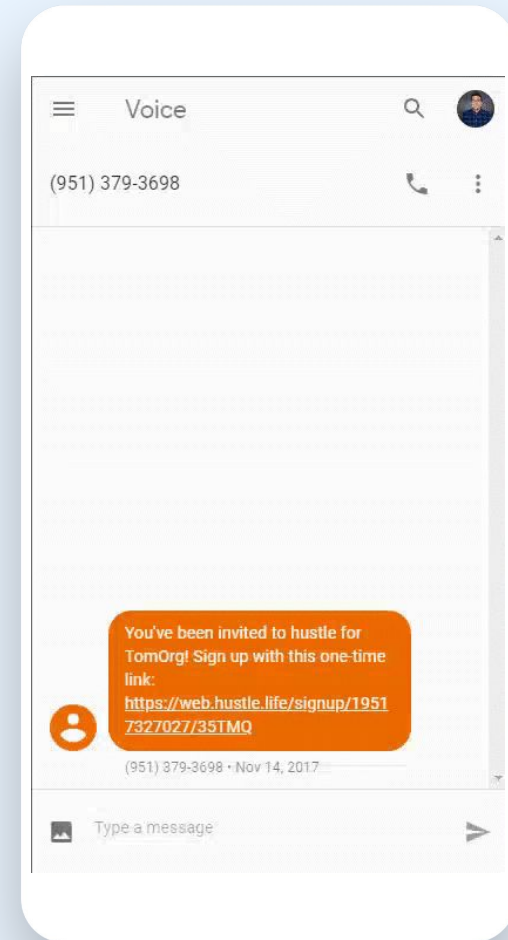 Voice
(951) 379-3698
You've been invited to hustle for
TomOrg! Sign up with this one-time
link:
https://web.hustle.life/signup/1951
7327027/35TMQ
(951) 379-3698 • Nov 14, 2017
Type a message